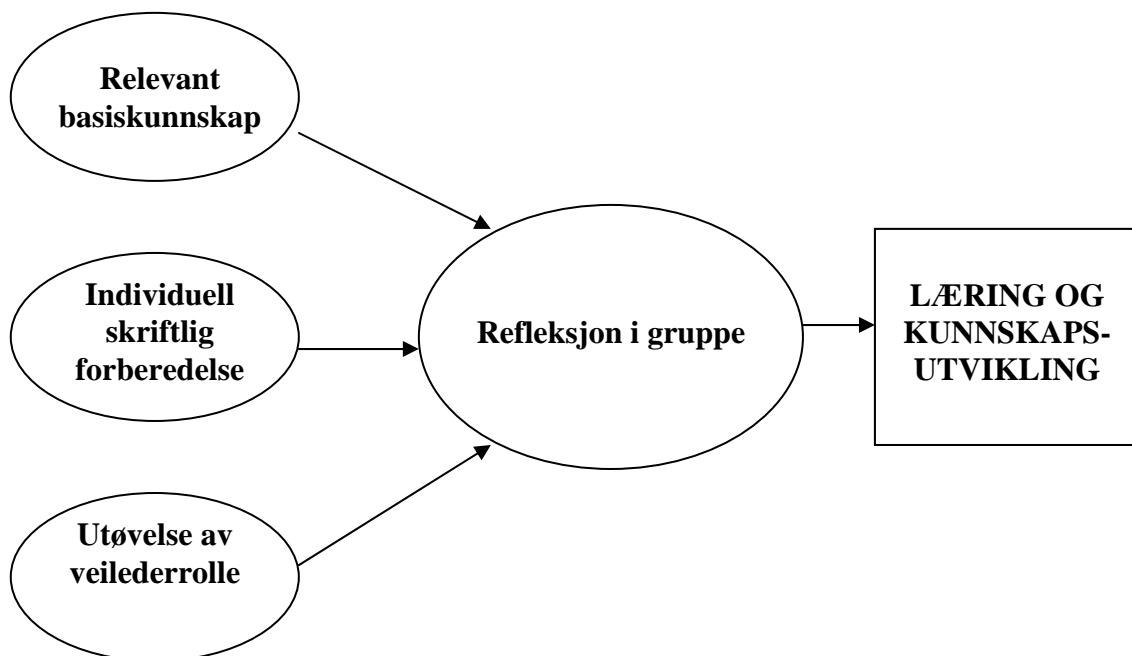 Relevant
basiskunnskap
Individuell
skriftlig
forberedelse
Utøvelse av
veilederrolle
Refleksjon i gruppe
LÆRING OG
KUNNSKAPS-
UTVIKLING